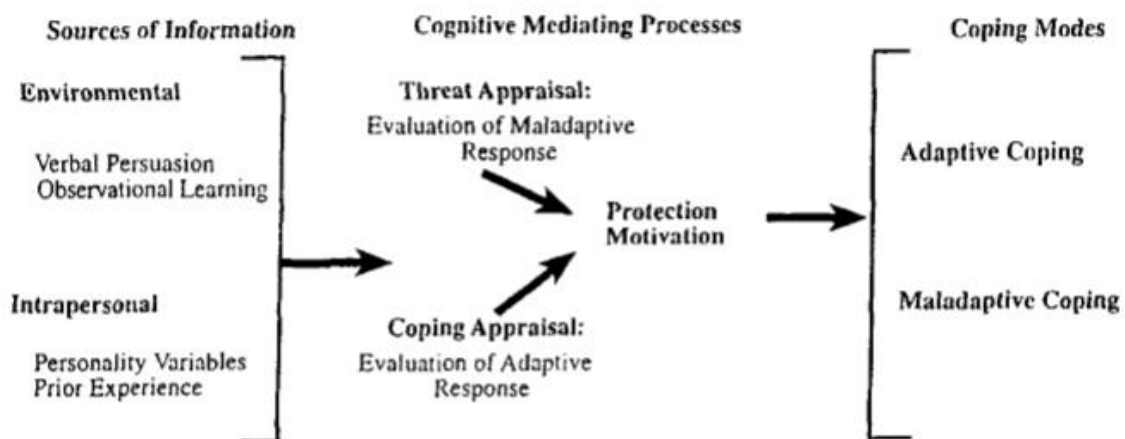 Sources of Information
Cognitive Mediating Processes
Coping Modes
Environmental
Verbal Persuasion
Observational Learning
Intrapersonal
Personality Variables
Prior Experience
Threat Appraisal:
Evaluation of Maladaptive
Response
Protection
Motivation
Coping Appraisal:
Evaluation of Adaptive
Response
Adaptive Coping
Maladaptive Coping